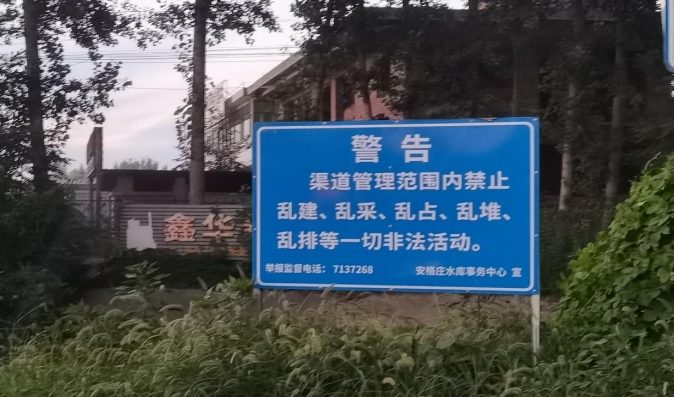 警告
渠道管理范围内禁止
乱建、乱采、乱占、乱堆、
乱排等一切非法活动。
举报监督电话：7137268 安格庄水库事务中心 宣
鑫华